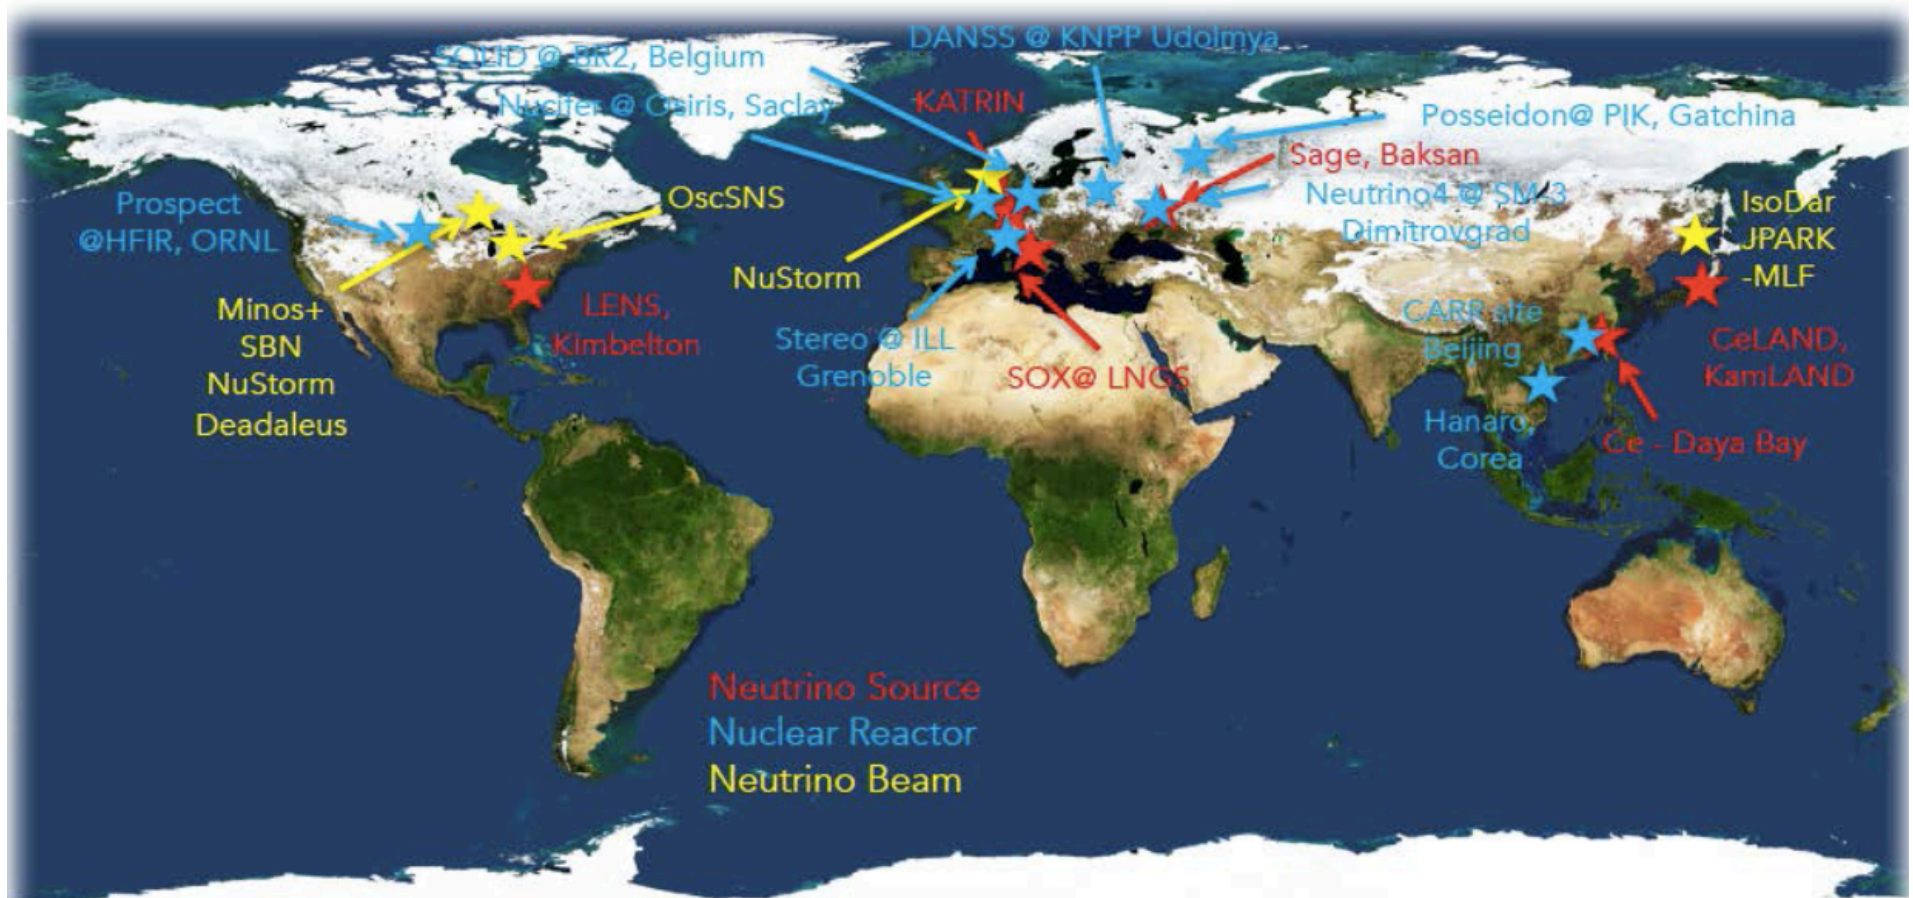 DANSS @ KNPP Udolmya
SOLID @ BR2, Belgium
Nucifer @ Osiris, Saclay
KATRIN
Posseidon@ PIK, Gatchina
Sage, Baksan
Neutrino4 @ SM-3
Dimitrovgrad
Prospect
@HFIR, ORNL
OscSNS
IsoDar
JPARK
-MLF
NuStorm
Minos+
SBN
NuStorm
Deadaleus
LENS,
Kimbelton
Stereo @ ILL
Grenoble
SOX@ LNGS
CARR site
Beijing
CeLAND,
KamLAND
Hanaro,
Corea
Ce - Daya Bay
Neutrino Source
Nuclear Reactor
Neutrino Beam